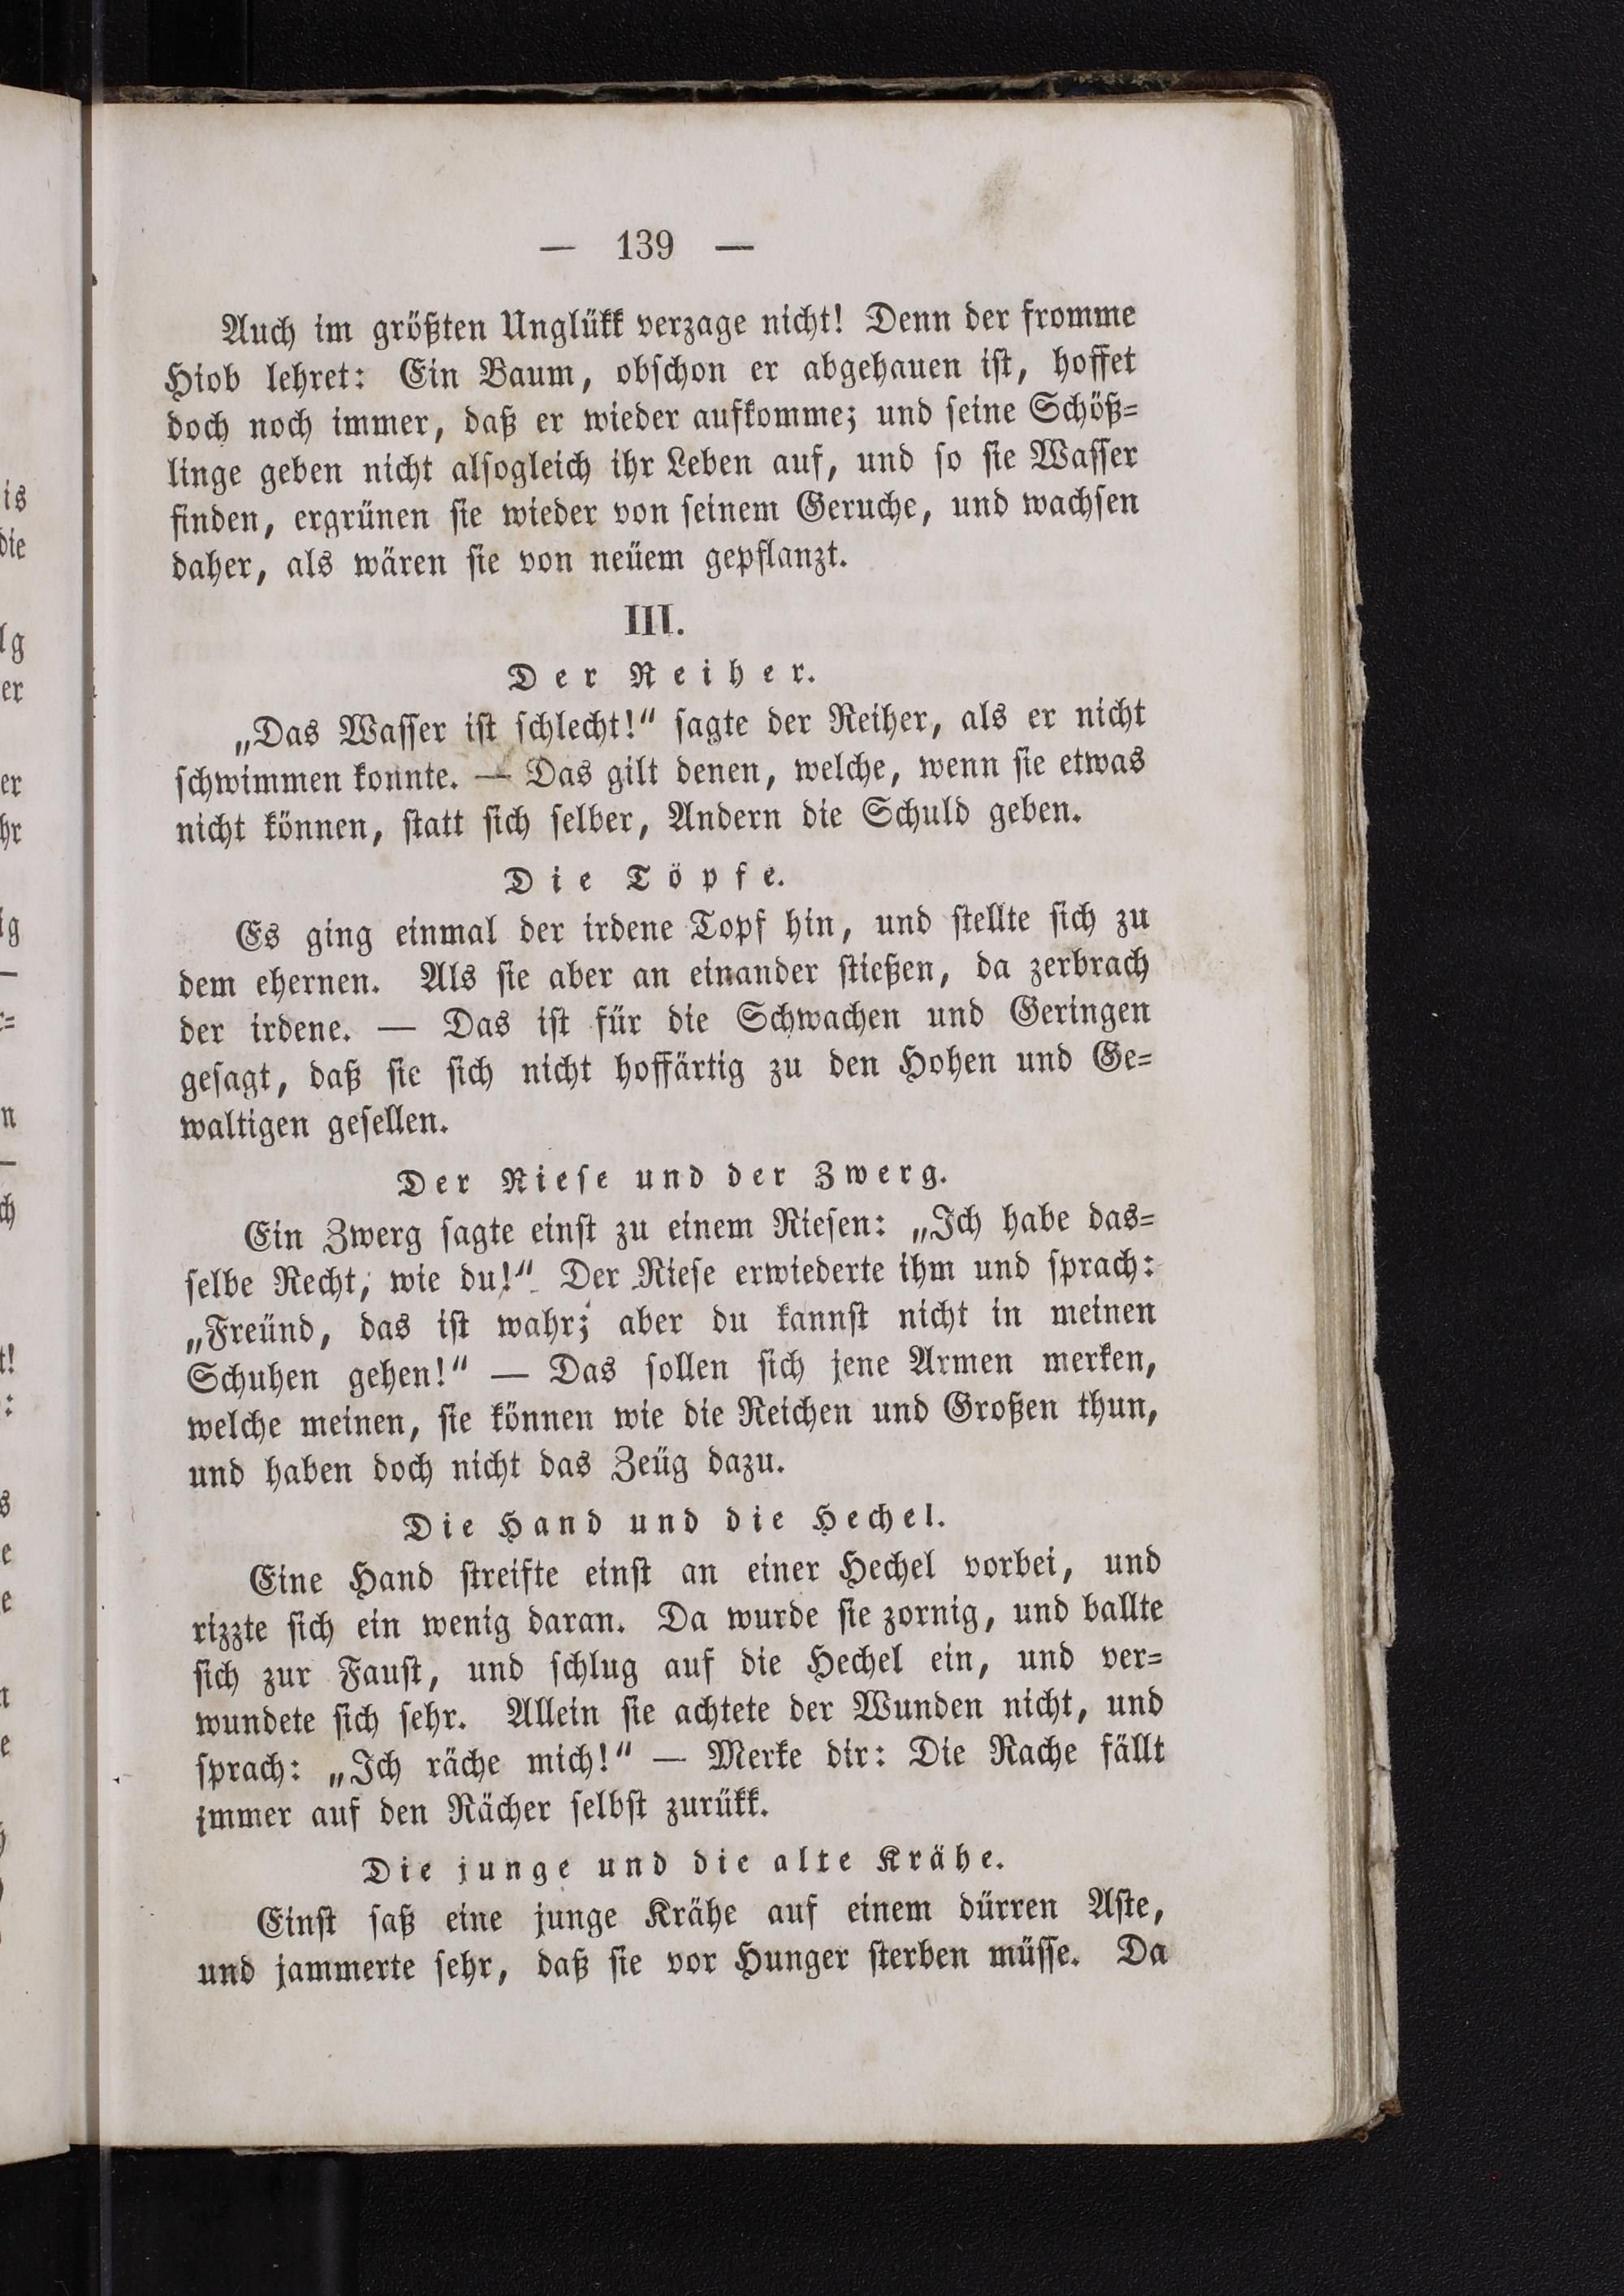 — 139 —
Auch im größten Unglükk verzage nicht! Denn der fromme
Hiob lehret: Ein Baum, obschon er abgehauen ist, hoffet
doch noch immer, daß er wieder aufkomme; und seine Schöß=
linge geben nicht alsogleich ihr Leben auf, und so sie Wasser
finden, ergrünen sie wieder von seinem Geruche, und wachsen
daher, als wären sie von neüem gepflanzt.
III.
Der Reiher.
„Das Wasser ist schlecht!“ sagte der Reiher, als er nicht
schwimmen konnte. — Das gilt denen, welche, wenn sie etwas
nicht können, statt sich selber, Andern die Schuld geben.
Die Töpfe.
Es ging einmal der irdene Topf hin, und stellte sich zu
dem ehernen. Als sie aber an einander stießen, da zerbrach
der irdene. — Das ist für die Schwachen und Geringen
gesagt, daß sie sich nicht hoffärtig zu den Hohen und Ge=
waltigen gesellen.
Der Riese und der Zwerg.
Ein Zwerg sagte einst zu einem Riesen: „Ich habe das=
selbe Recht, wie du!“ Der Riese erwiederte ihm und sprach:
„Freünd, das ist wahr; aber du kannst nicht in meinen
Schuhen gehen!“ — Das sollen sich jene Armen merken,
welche meinen, sie können wie die Reichen und Großen thun,
und haben doch nicht das Zeüg dazu.
Die Hand und die Hechel.
Eine Hand streifte einst an einer Hechel vorbei, und
rizzte sich ein wenig daran. Da wurde sie zornig, und ballte
sich zur Faust, und schlug auf die Hechel ein, und ver=
wundete sich sehr. Allein sie achtete der Wunden nicht, und
sprach: „Ich räche mich!“ — Merke dir: Die Rache fällt
immer auf den Rächer selbst zurükk.
Die junge und die alte Krähe.
Einst saß eine junge Krähe auf einem dürren Aste,
und jammerte sehr, daß sie vor Hunger sterben müsse. Da